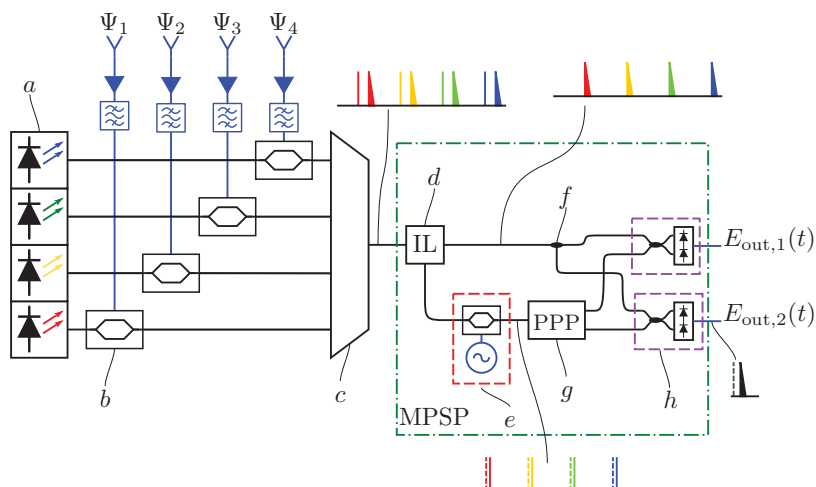 Ψ1 Ψ2 Ψ3 Ψ4
a
d
f
IL
Eout,1(t)
PPP
Eout,2(t)
b
c
e
g
h
MPSP